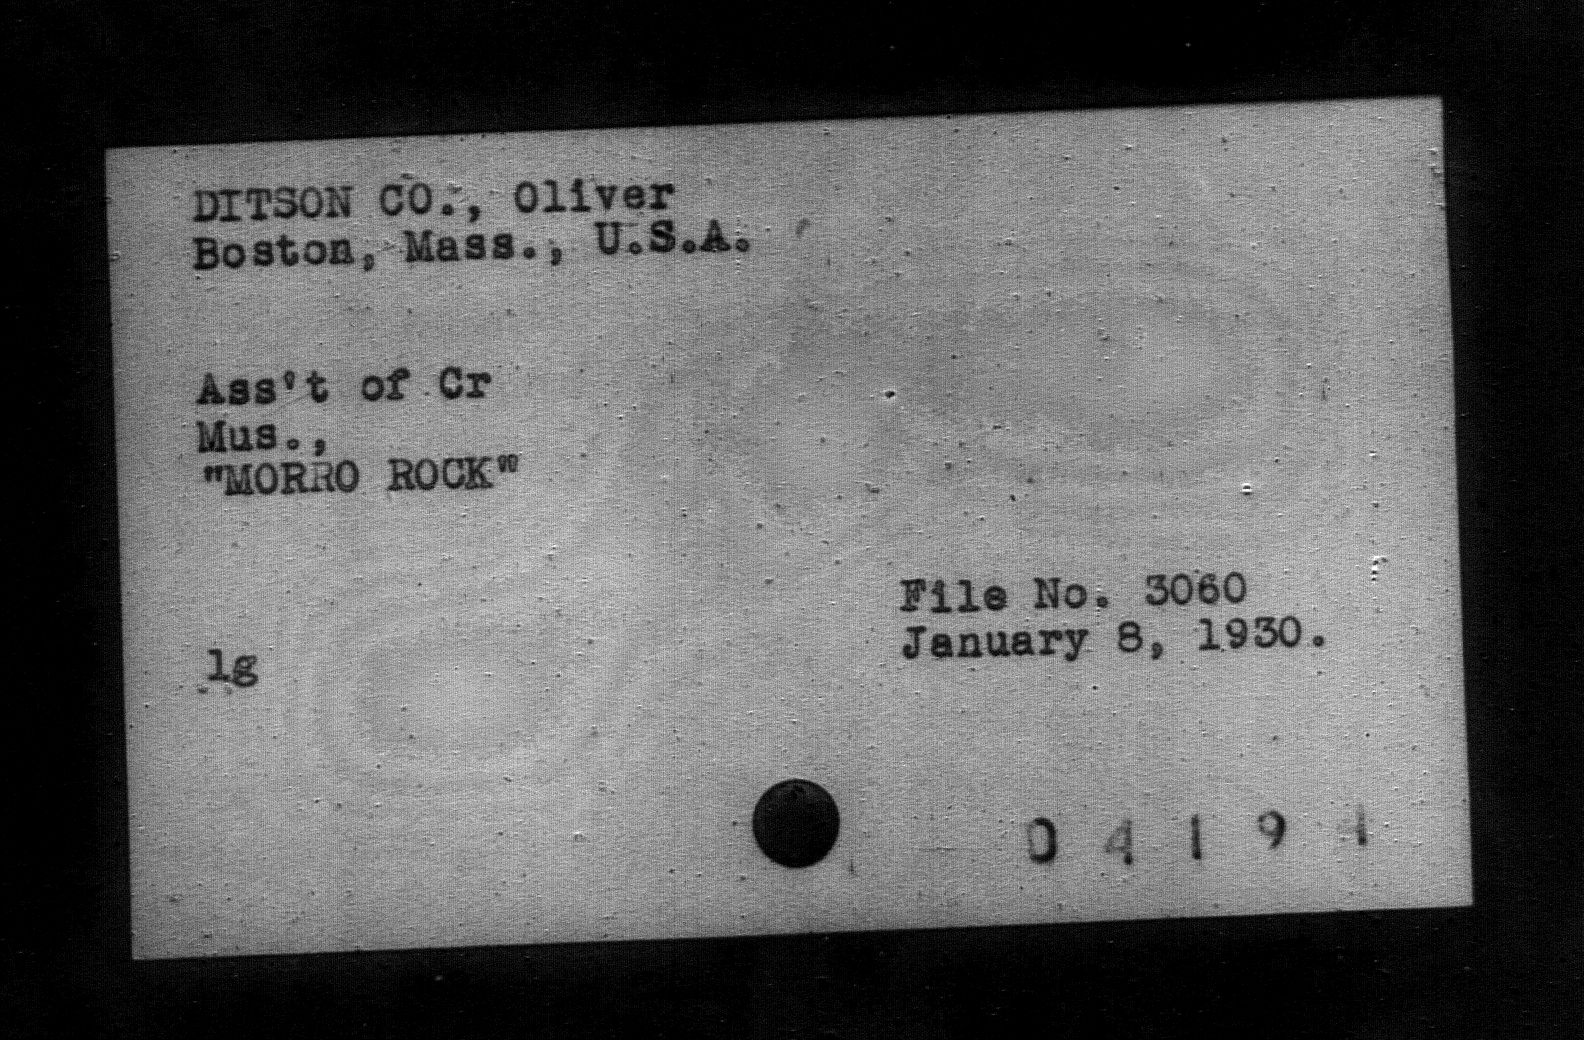 DITSON CO., Oliver
Boston, Mass., U.S.A.
Ass't of Cr
Mus.,
"MORRO ROCK"
File No. 3060
January 8, 1930.
lg
0 4 1 9 1